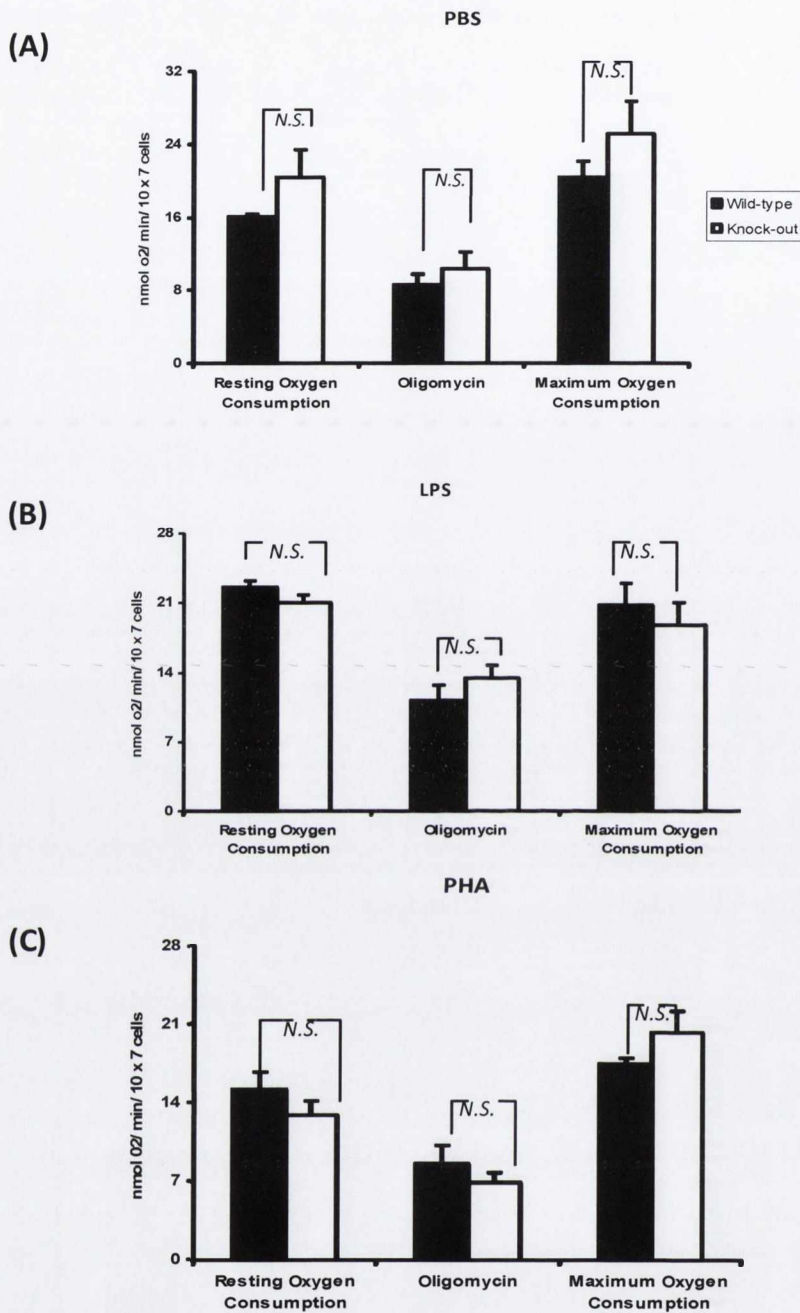 PBS
(A)
nmol o2/ min/ 10 x 7 cells
32
24
16
8
0
N.S.
N.S.
N.S.
Wild-type
Knock-out
Resting Oxygen
Consumption
Oligomycin
Maximum Oxygen
Consumption
LPS
(B)
nmol o2/ min/ 10 x 7 cells
28
21
14
7
0
N.S.
N.S.
N.S.
Resting Oxygen
Consumption
Oligomycin
Maximum Oxygen
Consumption
PHA
(C)
nmol 02/ min/ 10 x 7 cells
28
21
14
7
0
N.S.
N.S.
N.S.
Resting Oxygen
Consumption
Oligomycin
Maximum Oxygen
Consumption